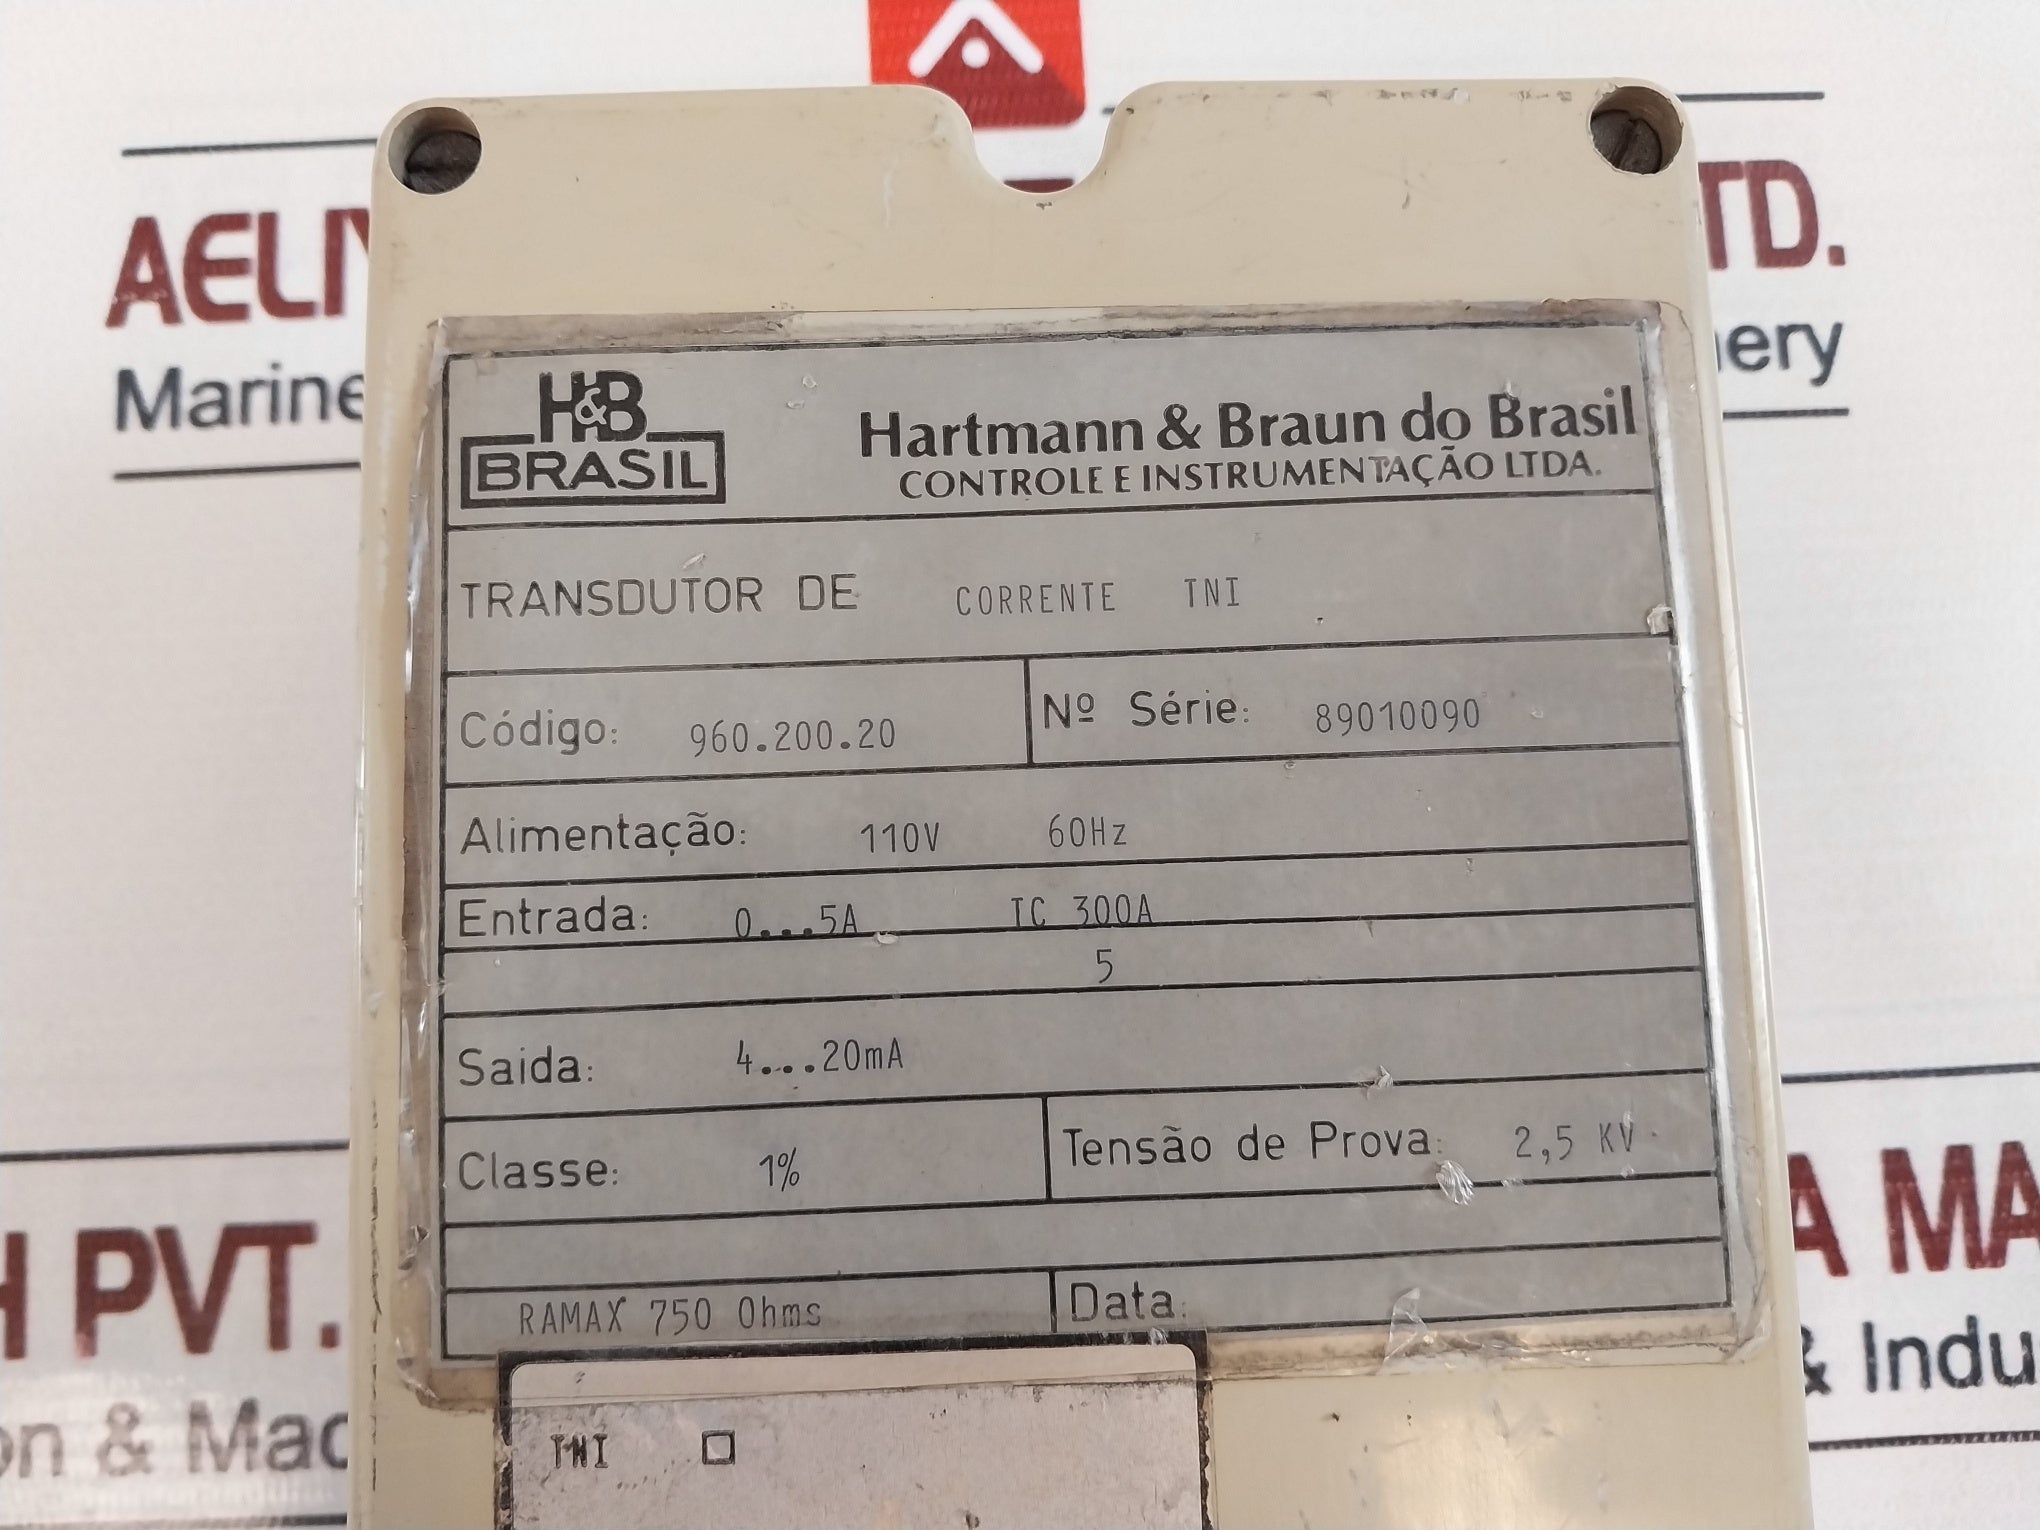 AELIY
TD.
Marine
nery
H&B
BRASIL
Hartmann & Braun do Brasil
CONTROLE E INSTRUMENTAÇÃO LTDA.
TRANSDUTOR DE CORRENTE TNI
Código: 960.200.20
Nº Série: 89010090
Alimentação: 110V 60Hz
Entrada: 0...5A TC 300A
5
Saida: 4...20mA
Classe: 1%
Tensão de Prova: 2,5 KV
RAMAX 750 Ohms
Data:
TNI
H PVT.
A MA
on & Mac
& Indu